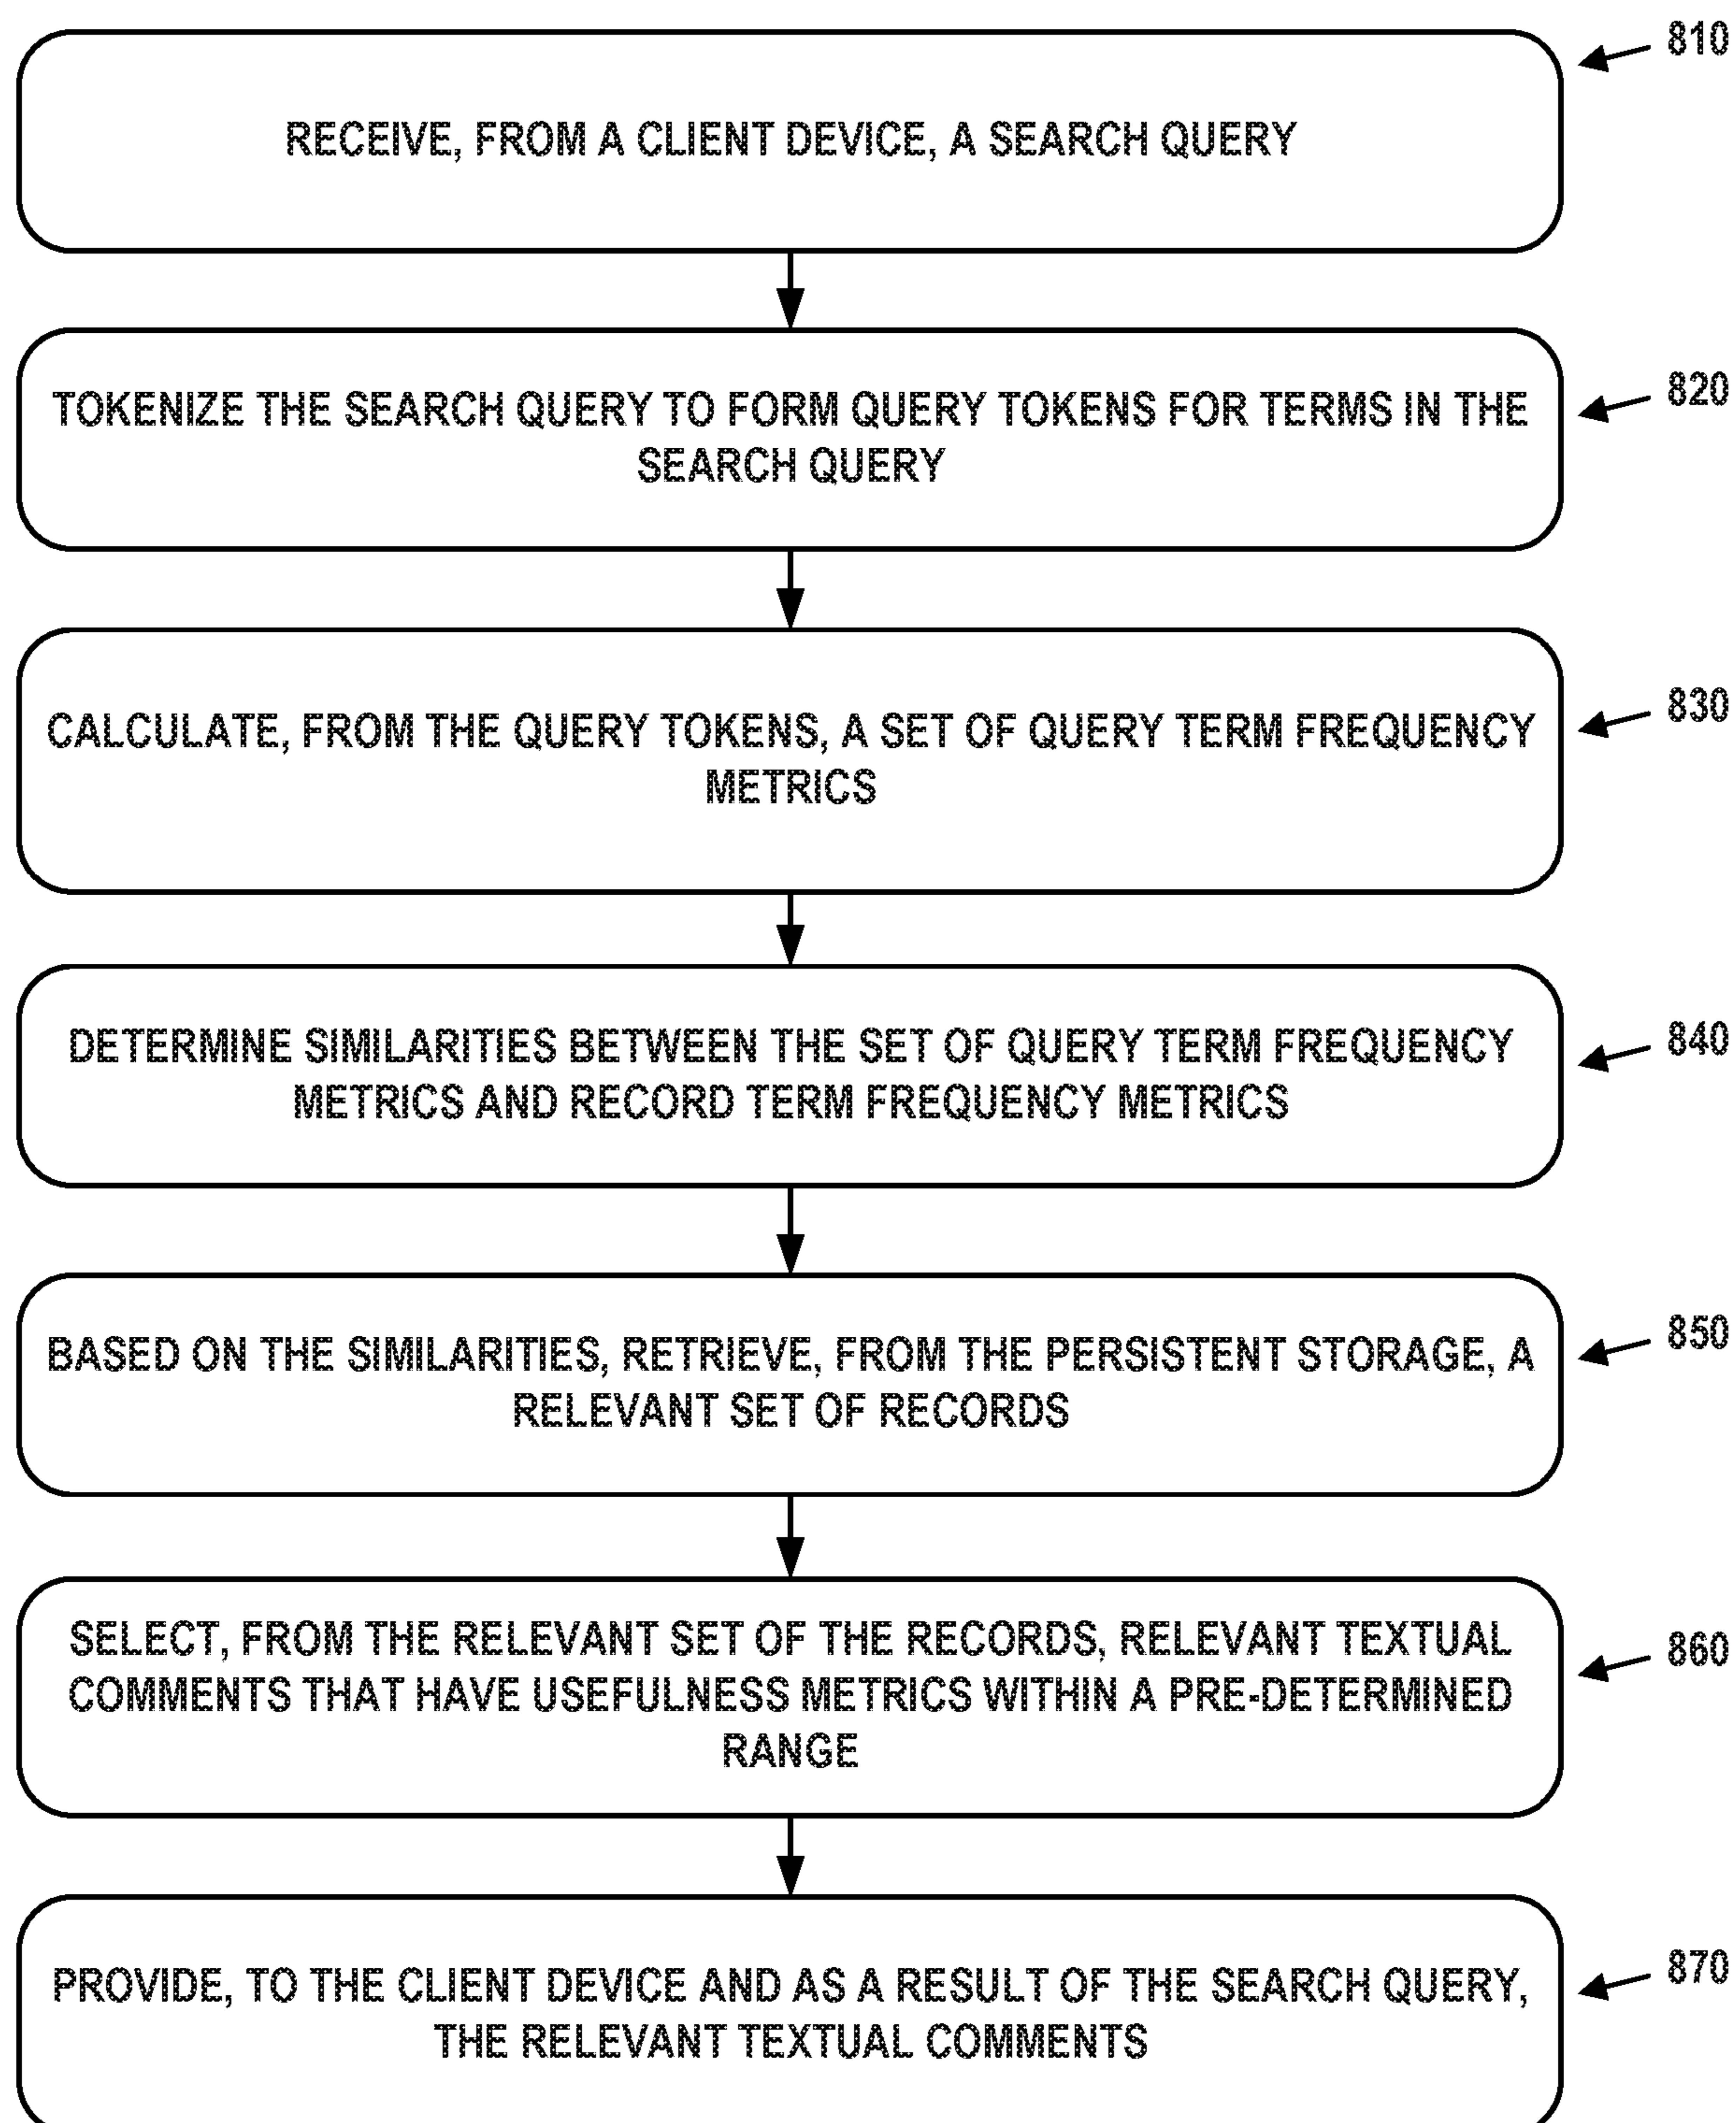 810
RECEIVE, FROM A CLIENT DEVICE, A SEARCH QUERY
820
TOKENIZE THE SEARCH QUERY TO FORM QUERY TOKENS FOR TERMS IN THE
SEARCH QUERY
830
CALCULATE, FROM THE QUERY TOKENS, A SET OF QUERY TERM FREQUENCY
METRICS
840
DETERMINE SIMILARITIES BETWEEN THE SET OF QUERY TERM FREQUENCY
METRICS AND RECORD TERM FREQUENCY METRICS
850
BASED ON THE SIMILARITIES, RETRIEVE, FROM THE PERSISTENT STORAGE, A
RELEVANT SET OF RECORDS
860
SELECT, FROM THE RELEVANT SET OF THE RECORDS, RELEVANT TEXTUAL
COMMENTS THAT HAVE USEFULNESS METRICS WITHIN A PRE-DETERMINED
RANGE
870
PROVIDE, TO THE CLIENT DEVICE AND AS A RESULT OF THE SEARCH QUERY,
THE RELEVANT TEXTUAL COMMENTS